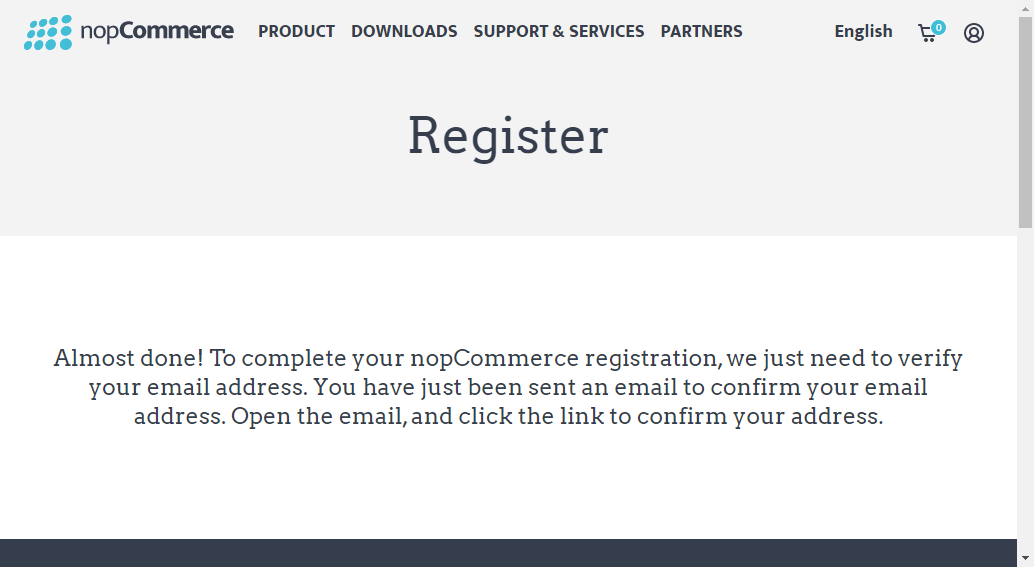 nopCommerce PRODUCT DOWNLOADS SUPPORT & SERVICES PARTNERS English 0
Register
Almost done! To complete your nopCommerce registration, we just need to verify
your email address. You have just been sent an email to confirm your email
address. Open the email, and click the link to confirm your address.